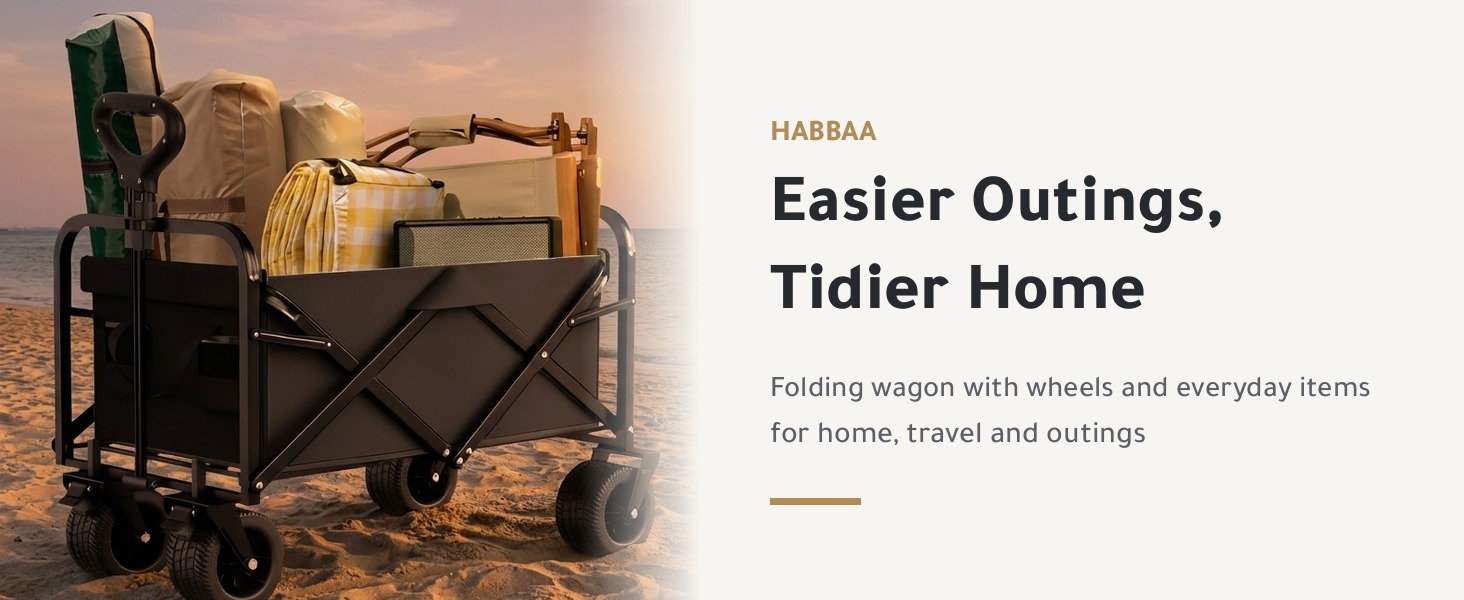 HABBAA
Easier Outings,
Tidier Home
Folding wagon with wheels and everyday items
for home, travel and outings